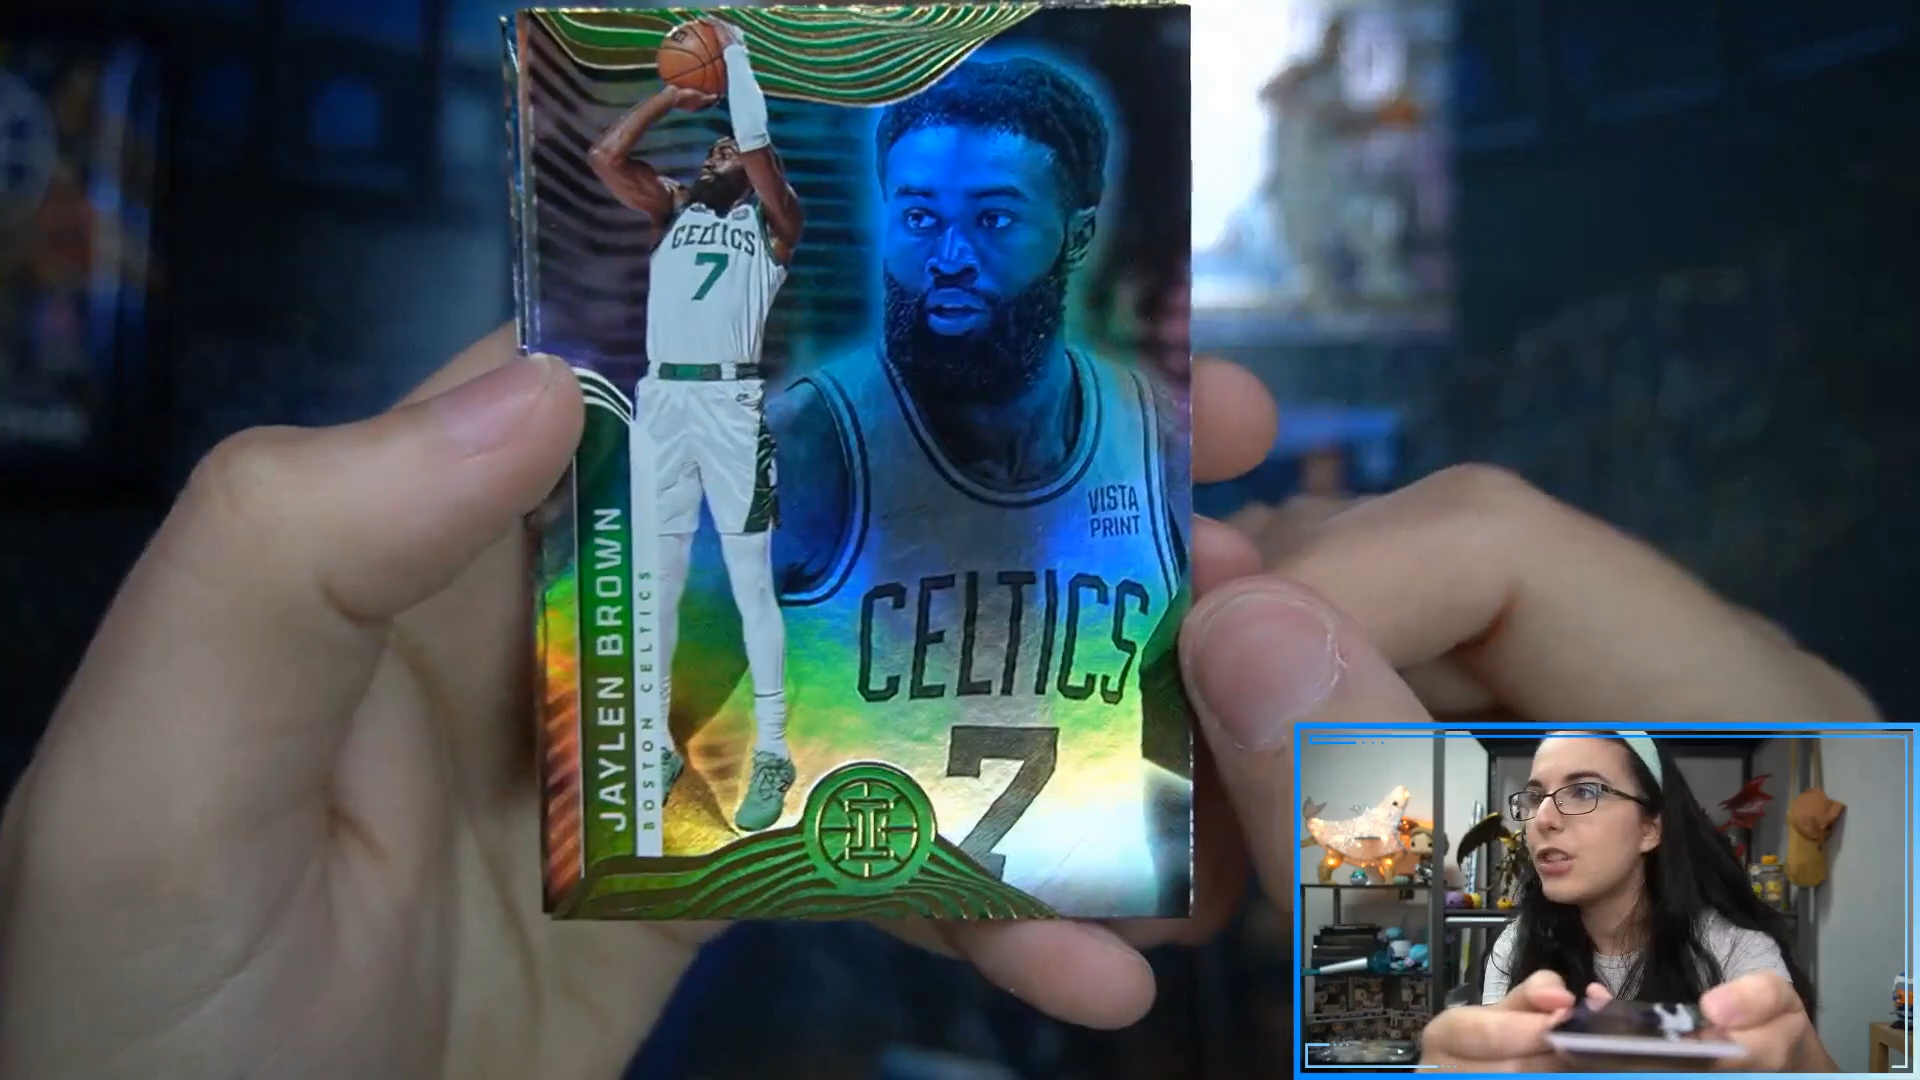 CELTICS
7
VISTA
PRINT
CELTICS
7
JAYLEN BROWN
BOSTON CELTICS